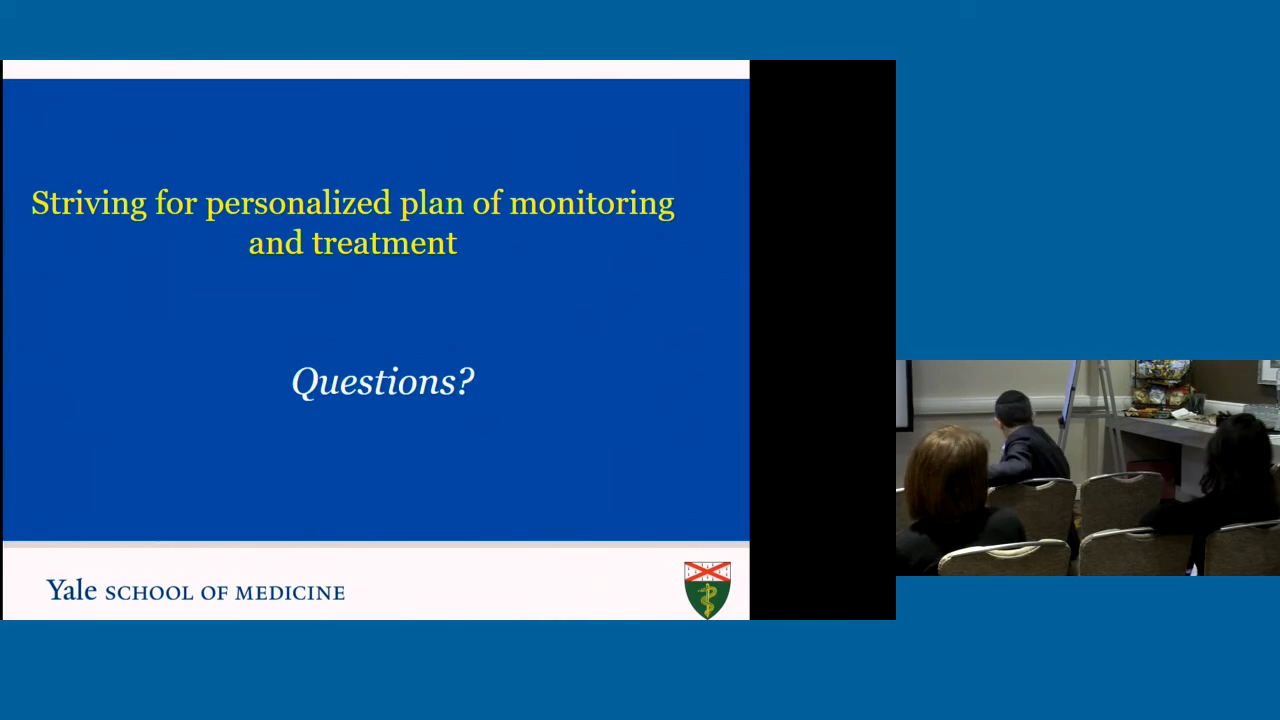 Striving for personalized plan of monitoring
and treatment
Questions?
Yale SCHOOL OF MEDICINE